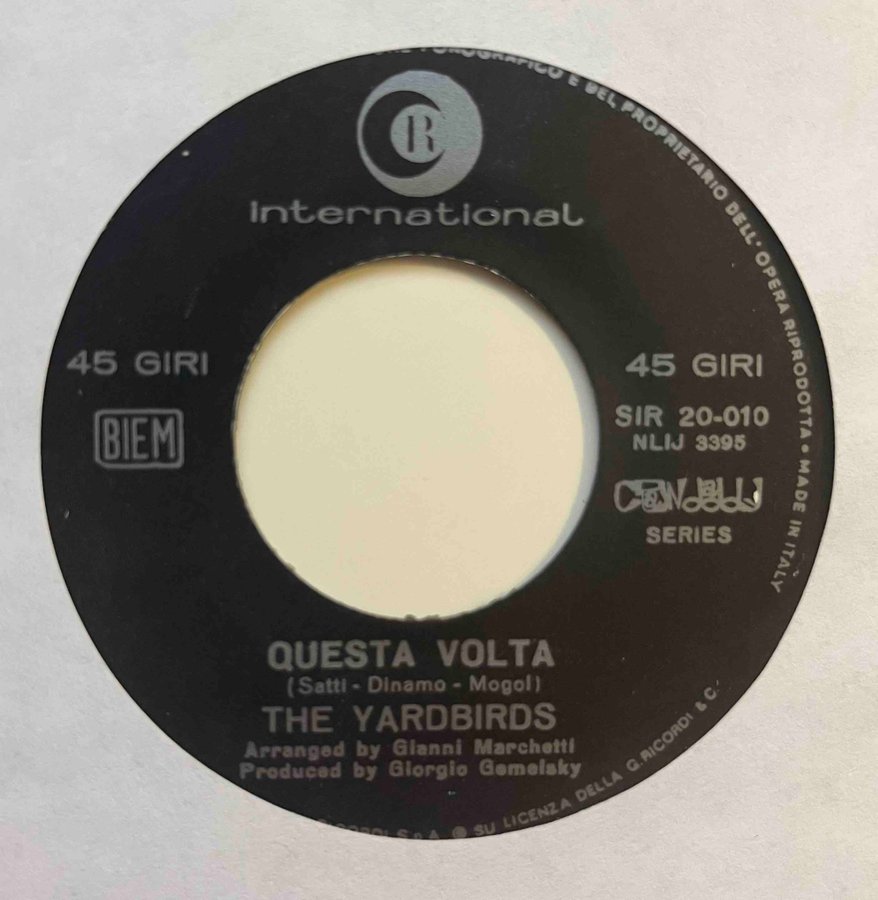 R
international
45 GIRI
45 GIRI
BIEM
SIR 20-010
NLIJ 3395
SERIES
QUESTA VOLTA
(Satti - Dinamo - Mogol)
THE YARDBIRDS
Arranged by Gianni Marchetti
Produced by Giorgio Gomelsky
FONOGRAFICO E DEL PROPRIETARIO DELL'OPERA RIPRODOTTA • MADE IN ITALY
S.p.A. ℗ SU LICENZA DELLA G. RICORDI & C.